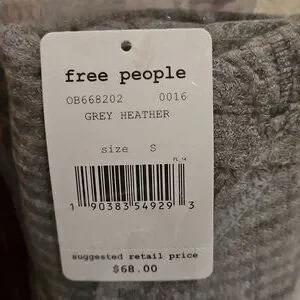 free people
OB668202 0016
GREY HEATHER
size S
1 90383 54929 3
suggested retail price
$68.00